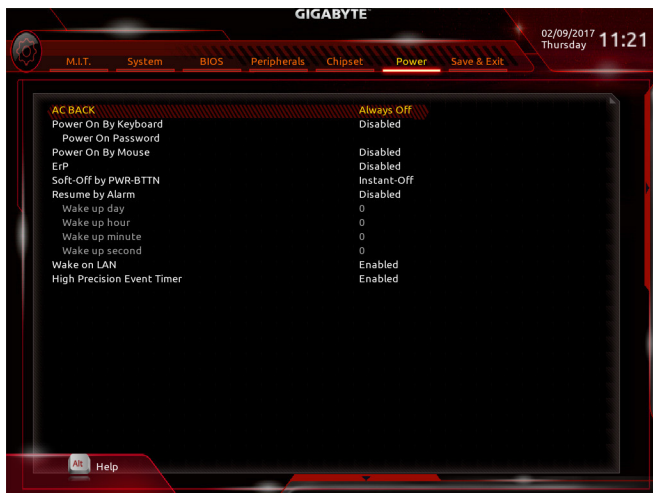 GIGABYTE™
02/09/2017 Thursday 11:21
M.I.T. System BIOS Peripherals Chipset Power Save & Exit
AC BACK Always Off
Power On By Keyboard Disabled
Power On Password
Power On By Mouse Disabled
ErP Disabled
Soft-Off by PWR-BTTN Instant-Off
Resume by Alarm Disabled
Wake up day 0
Wake up hour 0
Wake up minute 0
Wake up second 0
Wake on LAN Enabled
High Precision Event Timer Enabled
Alt Help